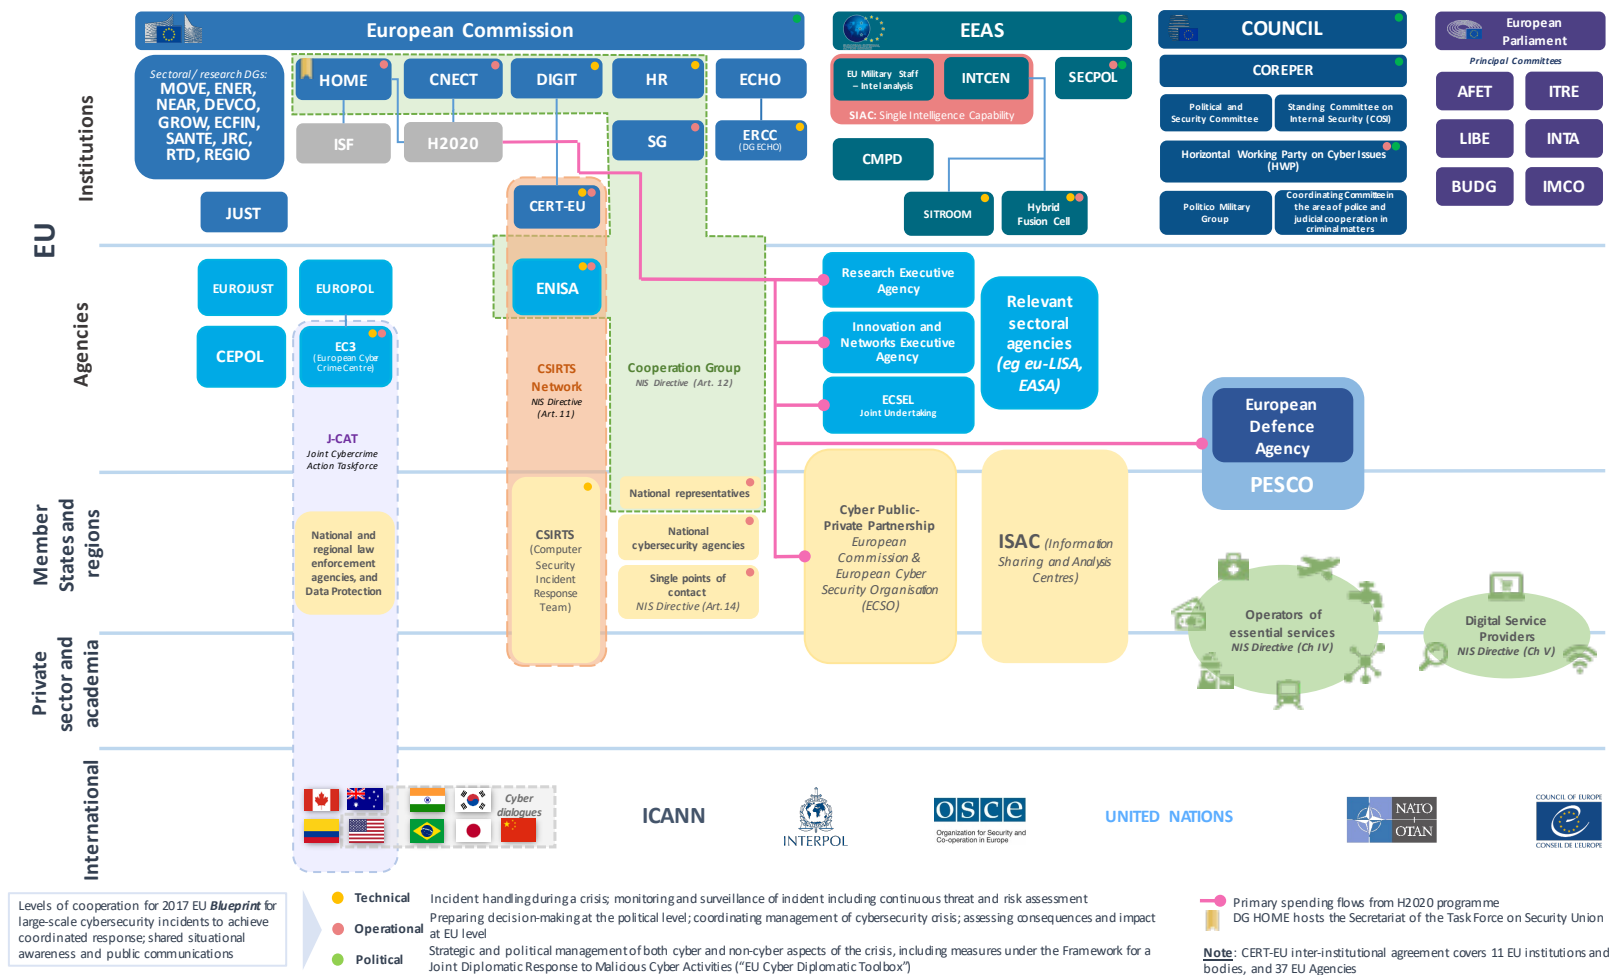 European Commission
EEAS
COUNCIL
European
Parliament
Principal Committees
EU
Institutions
Sectoral / research DGs:
MOVE, ENER,
NEAR, DEVCO,
GROW, ECFIN,
SANTE, JRC,
RTD, REGIO
HOME
CNECT
DIGIT
HR
ECHO
ISF
H2020
SG
ERCC
(DG ECHO)
JUST
CERT-EU
EU Military Staff
– Intel analysis
INTCEN
SIAC: Single Intelligence Capability
SECPOL
CMPD
SITROOM
Hybrid
Fusion Cell
COREPER
Political and
Security Committee
Standing Committee on
Internal Security (COSI)
Horizontal Working Party on Cyber Issues
(HWP)
Politico Military
Group
Coordinating Committee in
the area of police and
judicial cooperation in
criminal matters
AFET
ITRE
LIBE
INTA
BUDG
IMCO
Agencies
EUROJUST
EUROPOL
CEPOL
EC3
(European Cyber
Crime Centre)
J-CAT
Joint Cybercrime
Action Taskforce
ENISA
CSIRTS
Network
NIS Directive
(Art. 11)
Cooperation Group
NIS Directive (Art. 12)
Research Executive
Agency
Innovation and
Networks Executive
Agency
ECSEL
Joint Undertaking
Relevant
sectoral
agencies
(eg eu-LISA,
EASA)
European
Defence
Agency
PESCO
Member
States and
regions
National and
regional law
enforcement
agencies, and
Data Protection
CSIRTS
(Computer
Security
Incident
Response
Team)
National representatives
National
cybersecurity agencies
Single points of
contact
NIS Directive (Art. 14)
Cyber Public-
Private Partnership
European
Commission &
European Cyber
Security Organisation
(ECSO)
ISAC (Information
Sharing and Analysis
Centres)
Operators of
essential services
NIS Directive (Ch IV)
Digital Service
Providers
NIS Directive (Ch V)
Private
sector and
academia
International
Cyber
dialogues
ICANN
INTERPOL
osce
Organization for Security and
Co-operation in Europe
UNITED NATIONS
NATO
OTAN
COUNCIL OF EUROPE
CONSEIL DE L'EUROPE
Levels of cooperation for 2017 EU Blueprint for
large-scale cybersecurity incidents to achieve
coordinated response; shared situational
awareness and public communications
Technical Incident handling during a crisis; monitoring and surveillance of incident including continuous threat and risk assessment
Operational Preparing decision-making at the political level; coordinating management of cybersecurity crisis; assessing consequences and impact
at EU level
Political Strategic and political management of both cyber and non-cyber aspects of the crisis, including measures under the Framework for a
Joint Diplomatic Response to Malicious Cyber Activities ("EU Cyber Diplomatic Toolbox")
Primary spending flows from H2020 programme
DG HOME hosts the Secretariat of the Task Force on Security Union
Note: CERT-EU inter-institutional agreement covers 11 EU institutions and
bodies, and 37 EU Agencies